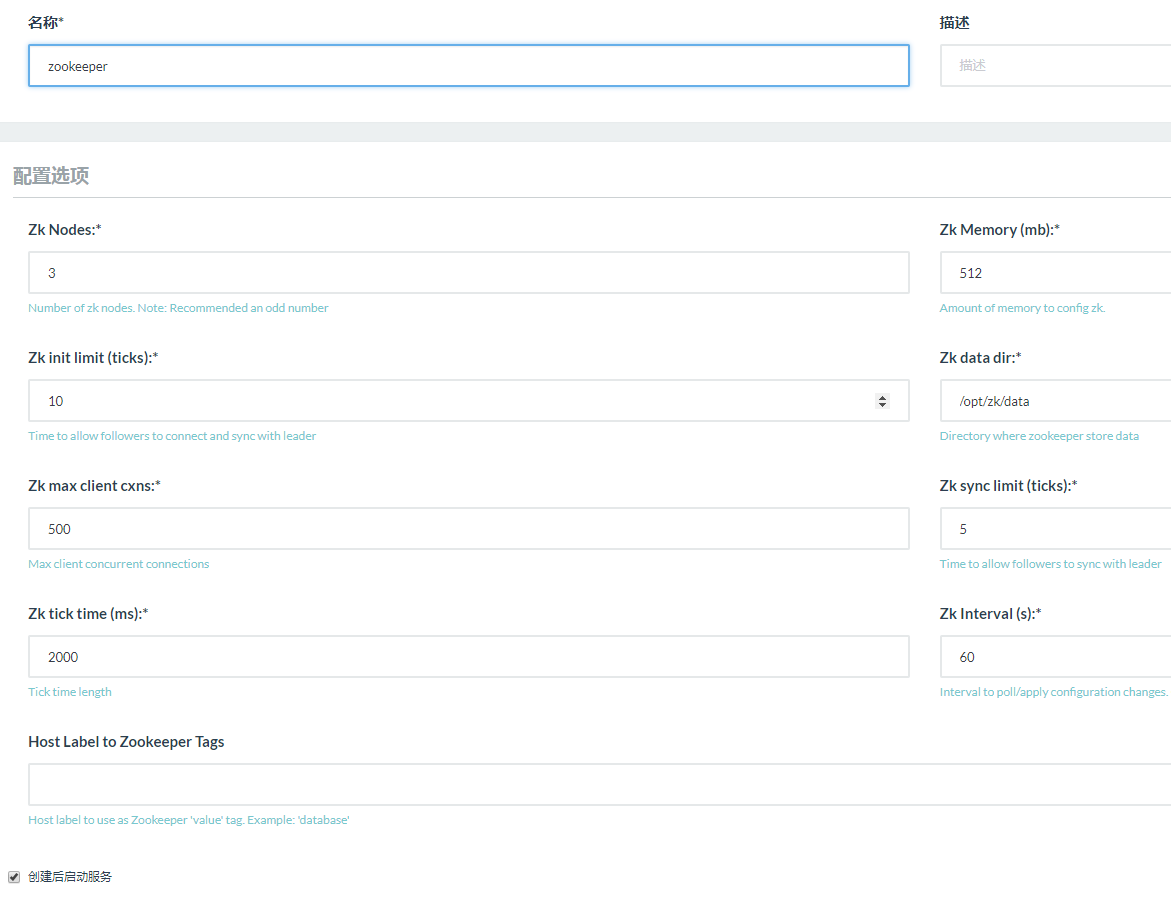 名称*
描述
zookeeper
描述
配置选项
Zk Nodes:*
Zk Memory (mb):*
3
512
Number of zk nodes. Note: Recommended an odd number
Amount of memory to config zk.
Zk init limit (ticks):*
Zk data dir:*
10
/opt/zk/data
Time to allow followers to connect and sync with leader
Directory where zookeeper store data
Zk max client cxns:*
Zk sync limit (ticks):*
500
5
Max client concurrent connections
Time to allow followers to sync with leader
Zk tick time (ms):*
Zk Interval (s):*
2000
60
Tick time length
Interval to poll/apply configuration changes.
Host Label to Zookeeper Tags
Host label to use as Zookeeper 'value' tag. Example: 'database'
创建后启动服务